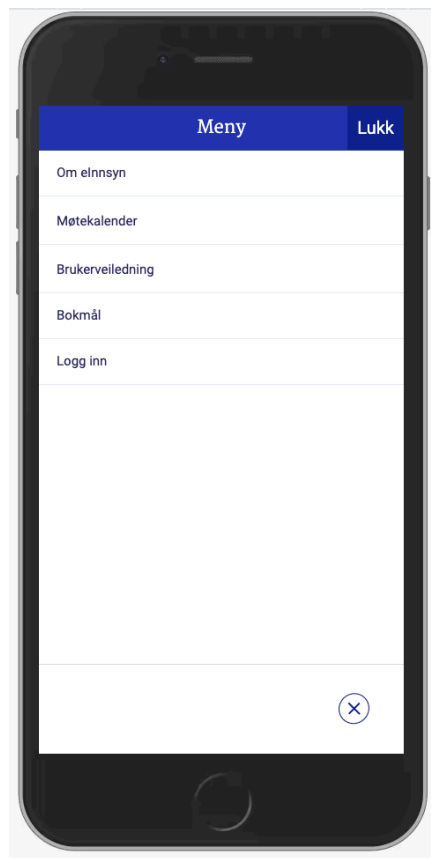 Meny
Lukk
Om eInnsyn
Møtekalender
Brukerveiledning
Bokmål
Logg inn